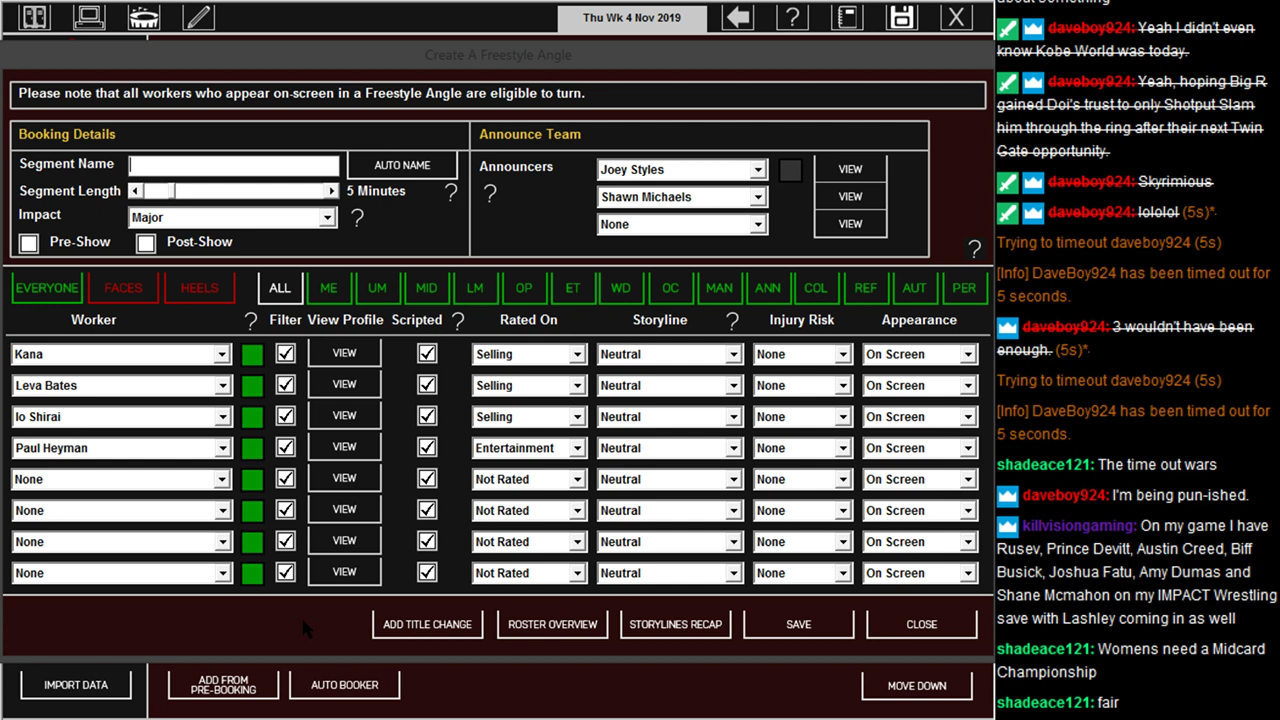 Thu Wk 4 Nov 2019
?
X
Create A Freestyle Angle
Please note that all workers who appear on-screen in a Freestyle Angle are eligible to turn.
Booking Details
Segment Name
AUTO NAME
Segment Length
5 Minutes
?
Impact
Major
?
Pre-Show
Post-Show
Announce Team
Announcers
?
Joey Styles
VIEW
Shawn Michaels
VIEW
None
VIEW
?
EVERYONE FACES HEELS ALL ME UM MID LM OP ET WD OC MAN ANN COL REF AUT PER
Worker ? Filter View Profile Scripted ? Rated On Storyline ? Injury Risk Appearance
Kana VIEW Selling Neutral None On Screen
Leva Bates VIEW Selling Neutral None On Screen
Io Shirai VIEW Selling Neutral None On Screen
Paul Heyman VIEW Entertainment Neutral None On Screen
None VIEW Not Rated Neutral None On Screen
None VIEW Not Rated Neutral None On Screen
None VIEW Not Rated Neutral None On Screen
None VIEW Not Rated Neutral None On Screen
ADD TITLE CHANGE ROSTER OVERVIEW STORYLINES RECAP SAVE CLOSE
IMPORT DATA
ADD FROM
PRE-BOOKING
AUTO BOOKER
MOVE DOWN
about something
daveboy924: Yeah I didn't even
know Kobe World was today.
daveboy924: Yeah, hoping Big R
gained Doi's trust to only Shotput Slam
him through the ring after their next Twin
Gate opportunity.
daveboy924: Skyrimious
daveboy924: lololol (5s)*
Trying to timeout daveboy924 (5s)
[Info] DaveBoy924 has been timed out for
5 seconds.
daveboy924: 3 wouldn't have been
enough. (5s)*
Trying to timeout daveboy924 (5s)
[Info] DaveBoy924 has been timed out for
5 seconds.
shadeace121: The time out wars
daveboy924: I'm being pun-ished.
killvisiongaming: On my game I have
Rusev, Prince Devitt, Austin Creed, Biff
Busick, Joshua Fatu, Amy Dumas and
Shane Mcmahon on my IMPACT Wrestling
save with Lashley coming in as well
shadeace121: Womens need a Midcard
Championship
shadeace121: fair